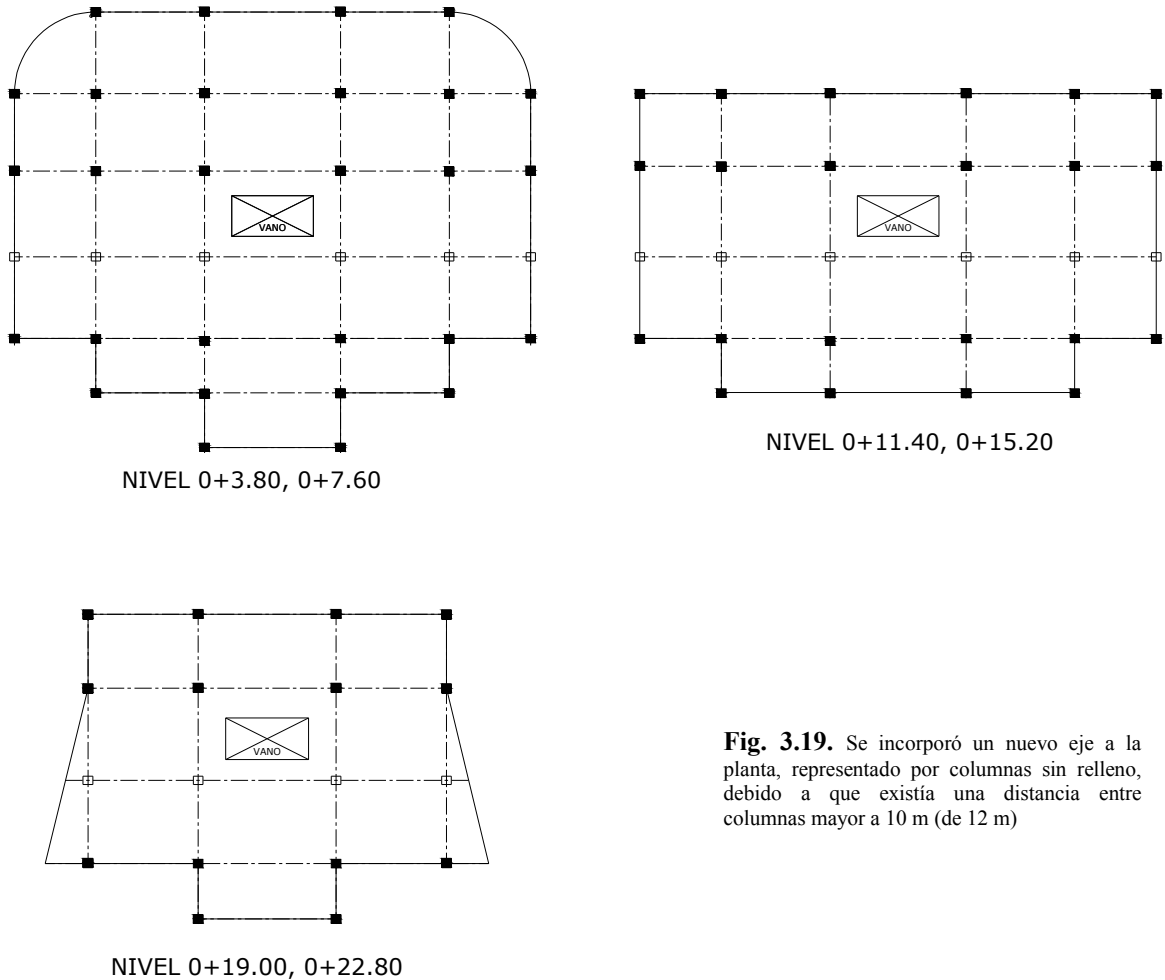 VANO
VANO
NIVEL 0+3.80, 0+7.60
NIVEL 0+11.40, 0+15.20
VANO
Fig. 3.19. Se incorporó un nuevo eje a la
planta, representado por columnas sin relleno,
debido a que existía una distancia entre
columnas mayor a 10 m (de 12 m)
NIVEL 0+19.00, 0+22.80